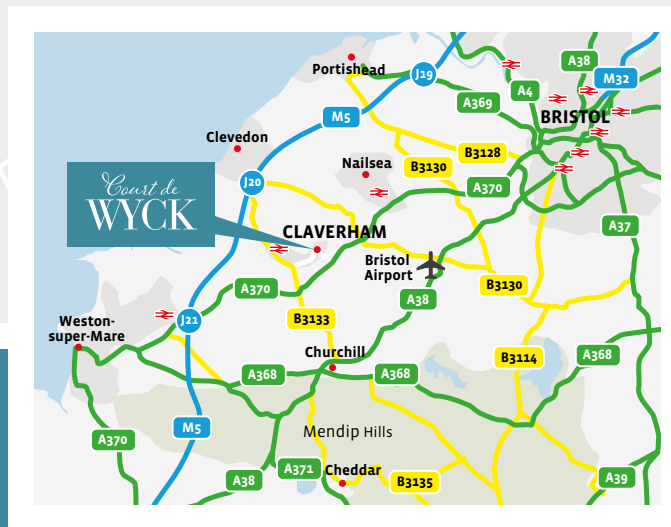 Portishead
J19
A38
M32
A4
A369
M5
BRISTOL
Clevedon
B3128
Nailsea
B3130
J20
A370
Court de
WYCK
CLAVERHAM
A37
Bristol
Airport
A370
B3130
A38
J21
B3133
Weston-
super-Mare
Churchill
A368
B3114
A368
A368
M5
Mendip Hills
A370
A38
A371
Cheddar
B3135
A39